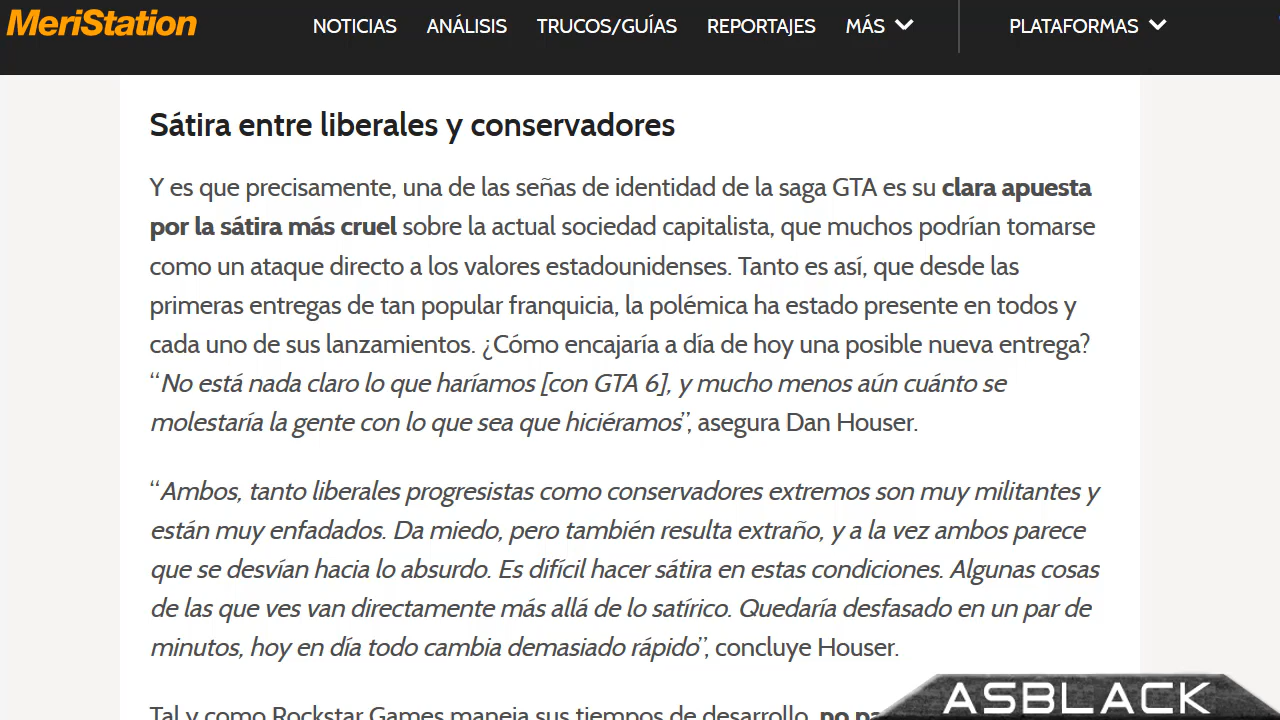 MeriStation
NOTICIAS ANÁLISIS TRUCOS/GUÍAS REPORTAJES MÁS PLATAFORMAS
Sátira entre liberales y conservadores
Y es que precisamente, una de las señas de identidad de la saga GTA es su clara apuesta
por la sátira más cruel sobre la actual sociedad capitalista, que muchos podrían tomarse
como un ataque directo a los valores estadounidenses. Tanto es así, que desde las
primeras entregas de tan popular franquicia, la polémica ha estado presente en todos y
cada uno de sus lanzamientos. ¿Cómo encajaría a día de hoy una posible nueva entrega?
“No está nada claro lo que haríamos [con GTA 6], y mucho menos aún cuánto se
molestaría la gente con lo que sea que hiciéramos”, asegura Dan Houser.
“Ambos, tanto liberales progresistas como conservadores extremos son muy militantes y
están muy enfadados. Da miedo, pero también resulta extraño, y a la vez ambos parece
que se desvían hacia lo absurdo. Es difícil hacer sátira en estas condiciones. Algunas cosas
de las que ves van directamente más allá de lo satírico. Quedaría desfasado en un par de
minutos, hoy en día todo cambia demasiado rápido”, concluye Houser.
Tal y como Rockstar Games maneja sus tiempos de desarrollo, no
ASBLACK